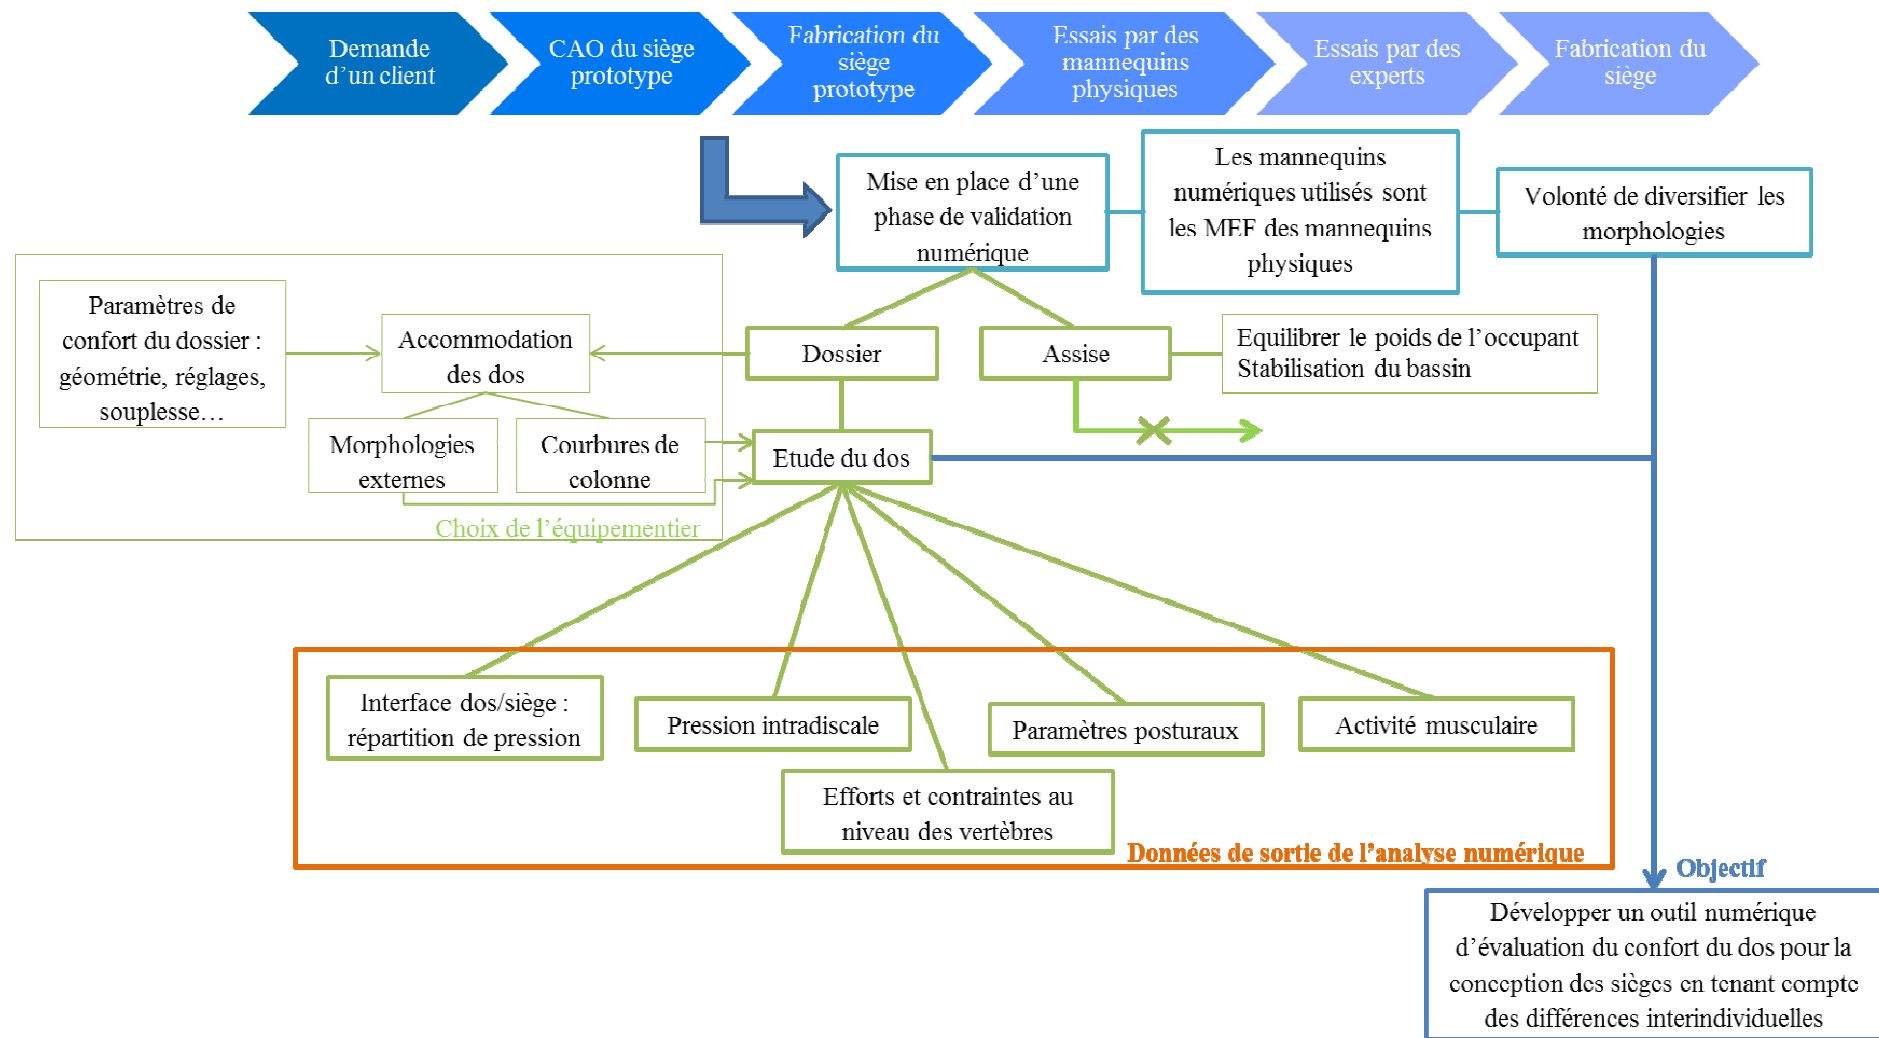 Demande
d’un client
CAO du siège
prototype
Fabrication du
siège
prototype
Essais par des
mannequins
physiques
Essais par des
experts
Fabrication du
siège
Mise en place d’une
phase de validation
numérique
Les mannequins
numériques utilisés sont
les MEF des mannequins
physiques
Volonté de diversifier les
morphologies
Paramètres de
confort du dossier :
géométrie, réglages,
souplesse…
Accommodation
des dos
Dossier
Assise
Equilibrer le poids de l’occupant
Stabilisation du bassin
Morphologies
externes
Courbures de
colonne
Etude du dos
Choix de l’équipementier
Interface dos/siège :
répartition de pression
Pression intradiscale
Paramètres posturaux
Activité musculaire
Efforts et contraintes au
niveau des vertèbres
Données de sortie de l’analyse numérique
Objectif
Développer un outil numérique
d’évaluation du confort du dos pour la
conception des sièges en tenant compte
des différences interindividuelles